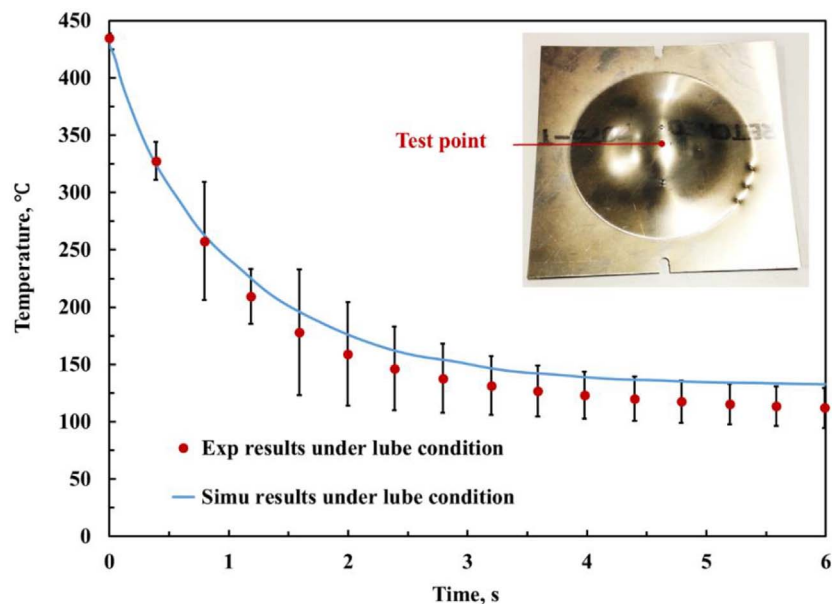 450
400
350
300
250
200
150
100
50
0
Temperature, ℃
Test point
Exp results under lube condition
Simu results under lube condition
0 1 2 3 4 5 6
Time, s